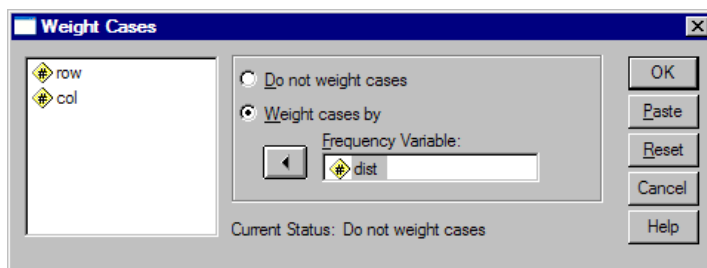 Weight Cases
row
col
Do not weight cases
Weight cases by
Frequency Variable:
dist
Current Status: Do not weight cases
OK
Paste
Reset
Cancel
Help